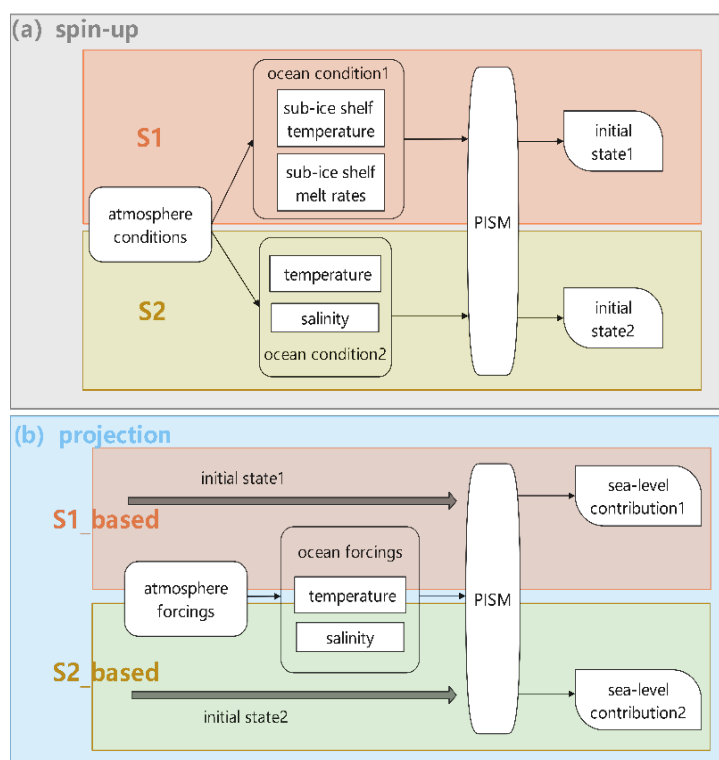 (a) spin-up
ocean condition1
sub-ice shelf
temperature
S1
sub-ice shelf
melt rates
initial
state1
atmosphere
conditions
PISM
temperature
S2
salinity
ocean condition2
initial
state2
(b) projection
initial state1
sea-level
contribution1
S1_based
ocean forcings
atmosphere
forcings
temperature
PISM
salinity
S2_based
initial state2
sea-level
contribution2